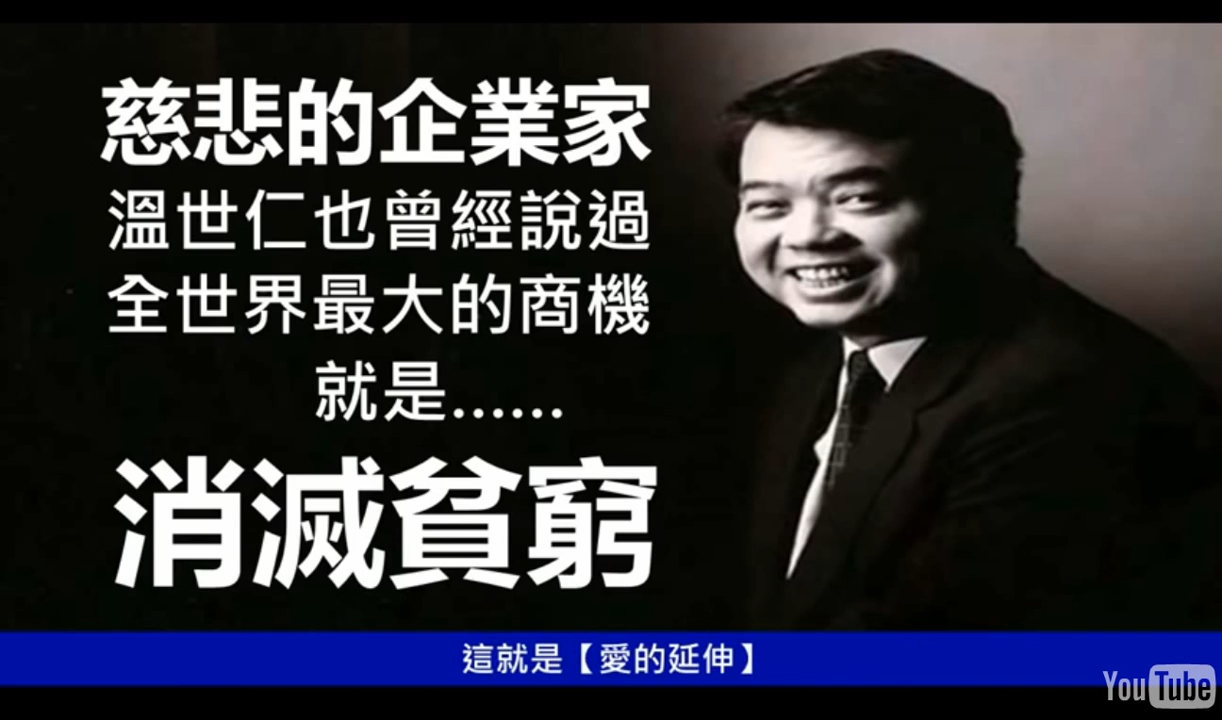 慈悲的企業家
溫世仁也曾經說過
全世界最大的商機
就是......
消滅貧窮
這就是【愛的延伸】
YouTube